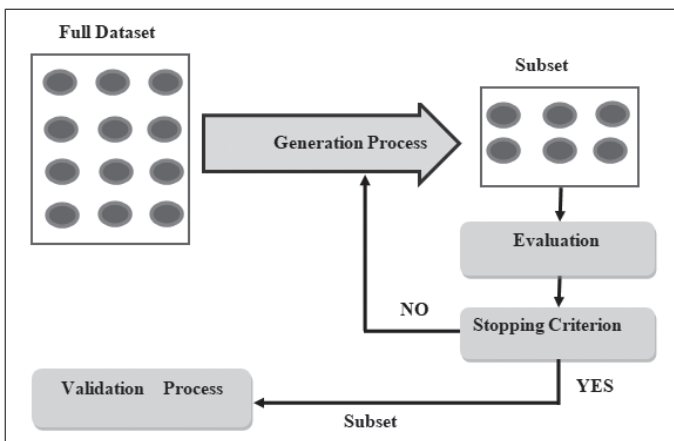 Full Dataset
Subset
Generation Process
Evaluation
NO
Stopping Criterion
YES
Validation Process
Subset